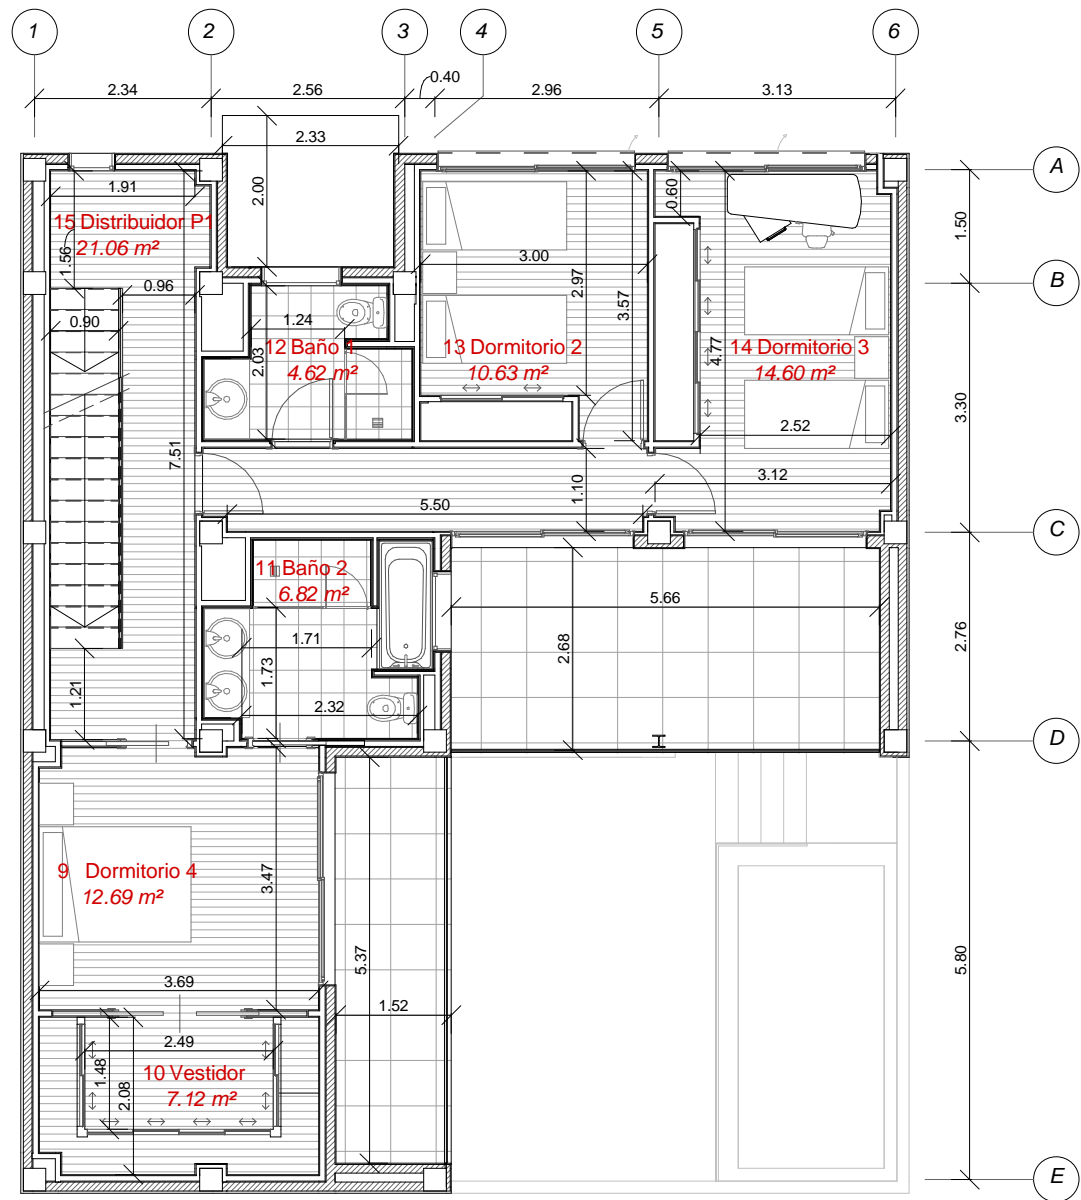 1 2 3 4 5 6
0.40
2.34 2.56 2.96 3.13
2.33
A
1.91
0.60
2.00
15 Distribuidor P1
21.06 m²
1.50
1.56
3.00
B
0.96
2.97
3.57
0.90
1.24
12 Baño 1
4.62 m²
2.03
13 Dormitorio 2
10.63 m²
4.77
14 Dormitorio 3
14.60 m²
3.30
2.52
7.51
3.12
1.10
5.50
C
11 Baño 2
6.82 m²
5.66
1.71
1.73
2.68
2.76
1.21
2.32
D
9 Dormitorio 4
12.69 m²
3.47
5.37
5.80
3.69
1.52
2.49
1.48
2.08
10 Vestidor
7.12 m²
E